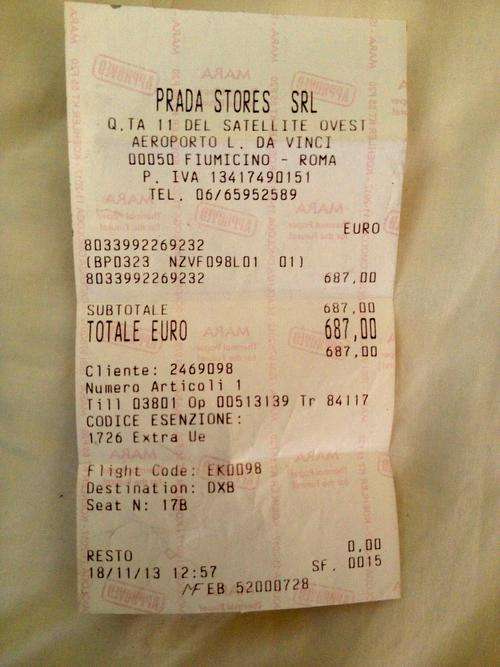 PRADA STORES SRL
Q.TA 11 DEL SATELLITE OVEST
AEROPORTO L. DA VINCI
00050 FIUMICINO - ROMA
P. IVA 13417490151
TEL. 06/65952589
EURO
8033992269232
(BP0323 NZVF098L01 01)
8033992269232 687,00
SUBTOTALE 687,00
TOTALE EURO 687,00
687,00
Cliente: 2469098
Numero Articoli 1
Till 03801 Op 00513139 Tr 84117
CODICE ESENZIONE:
1726 Extra Ue
Flight Code: EK0098
Destination: DXB
Seat N: 17B
RESTO 0,00
18/11/13 12:57 SF. 0015
MF EB 52000728